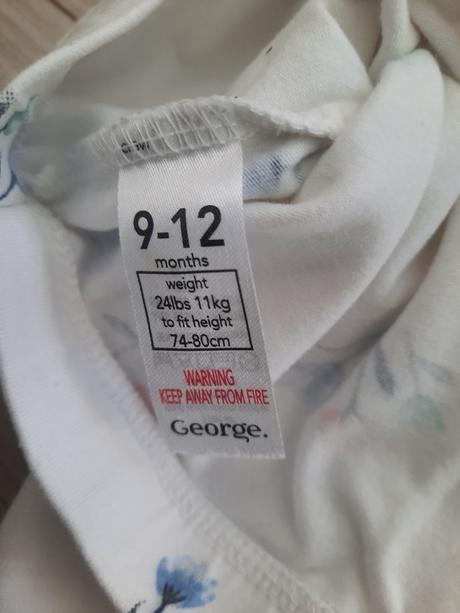 9-12
months
weight
24lbs 11kg
to fit height
74-80cm
WARNING
KEEP AWAY FROM FIRE
George.